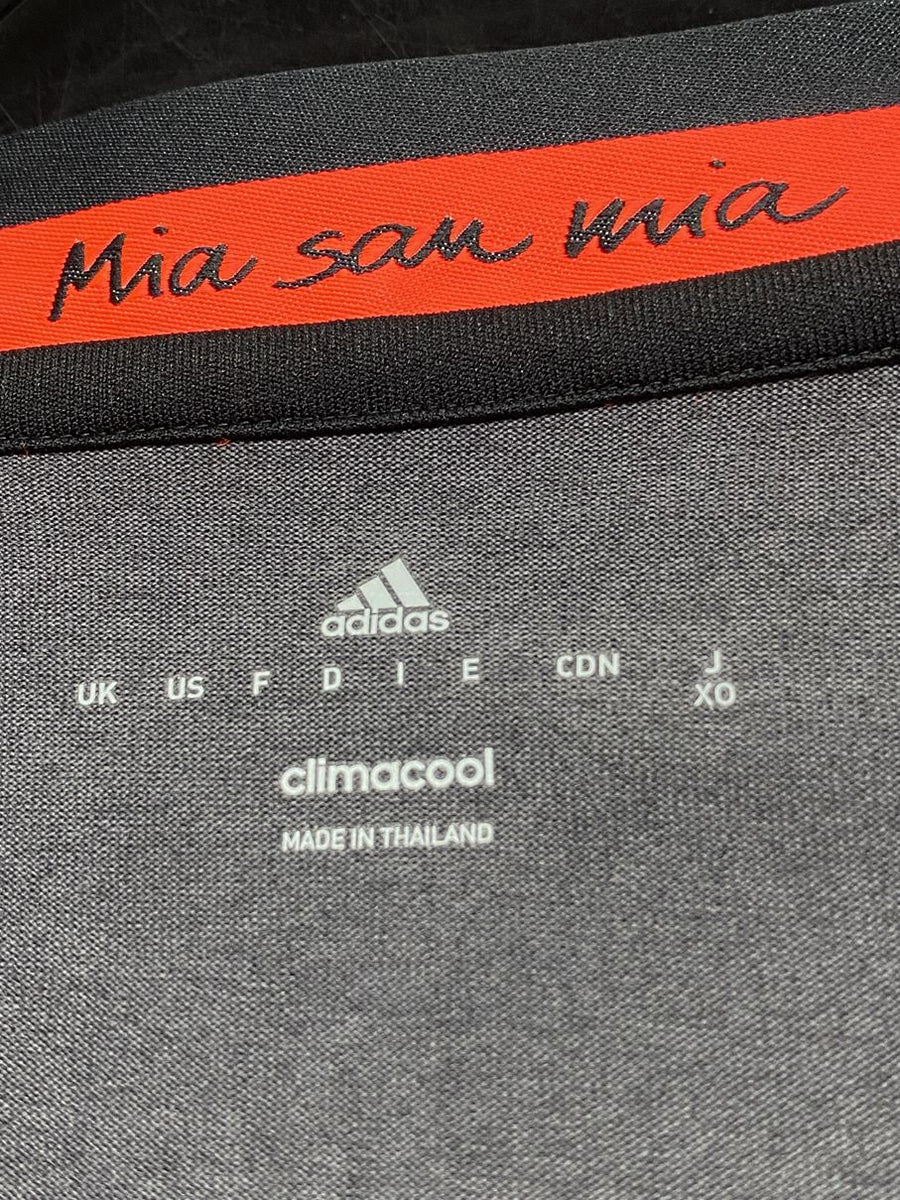 Mia san mia
adidas
UK US F D I E CDN J
XO
climacool
MADE IN THAILAND